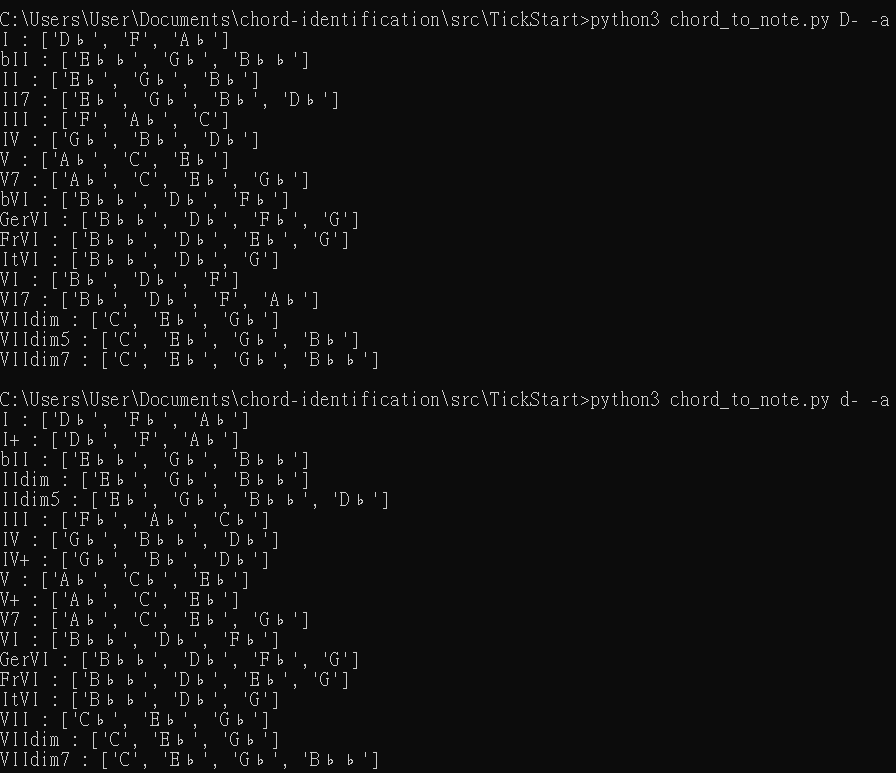 C:\Users\User\Documents\chord-identification\src\TickStart>python3 chord_to_note.py D- -a
I : ['D♭', 'F', 'A♭']
bII : ['E♭♭', 'G♭', 'B♭♭']
II : ['E♭', 'G♭', 'B♭']
II7 : ['E♭', 'G♭', 'B♭', 'D♭']
III : ['F', 'A♭', 'C']
IV : ['G♭', 'B♭', 'D♭']
V : ['A♭', 'C', 'E♭']
V7 : ['A♭', 'C', 'E♭', 'G♭']
bVI : ['B♭♭', 'D♭', 'F♭']
GerVI : ['B♭♭', 'D♭', 'F♭', 'G']
FrVI : ['B♭♭', 'D♭', 'E♭', 'G']
ItVI : ['B♭♭', 'D♭', 'G']
VI : ['B♭', 'D♭', 'F']
VI7 : ['B♭', 'D♭', 'F', 'A♭']
VIIdim : ['C', 'E♭', 'G♭']
VIIdim5 : ['C', 'E♭', 'G♭', 'B♭']
VIIdim7 : ['C', 'E♭', 'G♭', 'B♭♭']
C:\Users\User\Documents\chord-identification\src\TickStart>python3 chord_to_note.py d- -a
I : ['D♭', 'F♭', 'A♭']
I+ : ['D♭', 'F', 'A♭']
bII : ['E♭♭', 'G♭', 'B♭♭']
IIdim : ['E♭', 'G♭', 'B♭♭']
IIdim5 : ['E♭', 'G♭', 'B♭♭', 'D♭']
III : ['F♭', 'A♭', 'C♭']
IV : ['G♭', 'B♭♭', 'D♭']
IV+ : ['G♭', 'B♭', 'D♭']
V : ['A♭', 'C♭', 'E♭']
V+ : ['A♭', 'C', 'E♭']
V7 : ['A♭', 'C', 'E♭', 'G♭']
VI : ['B♭♭', 'D♭', 'F♭']
GerVI : ['B♭♭', 'D♭', 'F♭', 'G']
FrVI : ['B♭♭', 'D♭', 'E♭', 'G']
ItVI : ['B♭♭', 'D♭', 'G']
VII : ['C♭', 'E♭', 'G♭']
VIIdim : ['C', 'E♭', 'G♭']
VIIdim7 : ['C', 'E♭', 'G♭', 'B♭♭']